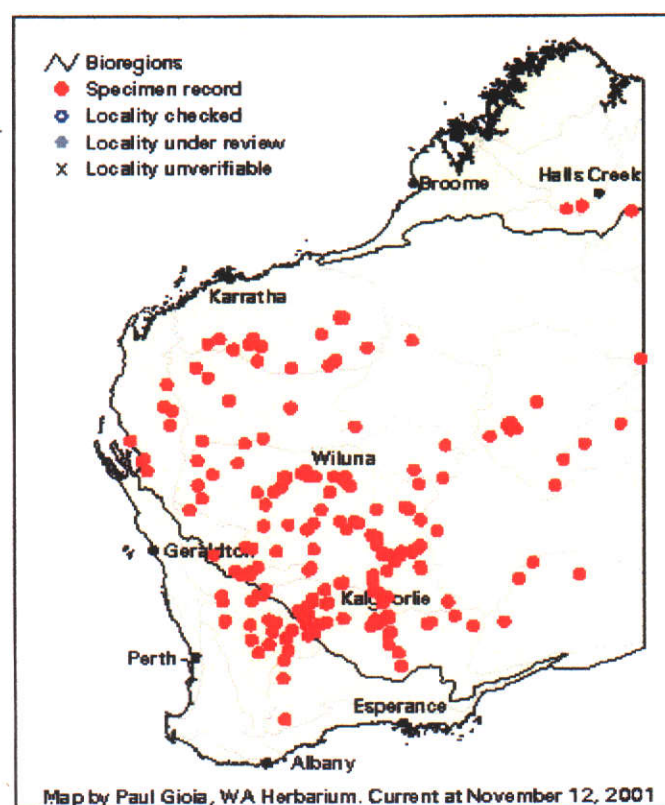 Bioregions
Specimen record
Locality checked
Locality under review
x Locality unverifiable
Broome
Halls Creek
Karratha
Wiluna
Geraldton
Kalgoorlie
Perth
Esperance
Albany
Map by Paul Gioia, WA Herbarium. Current at November 12, 2001